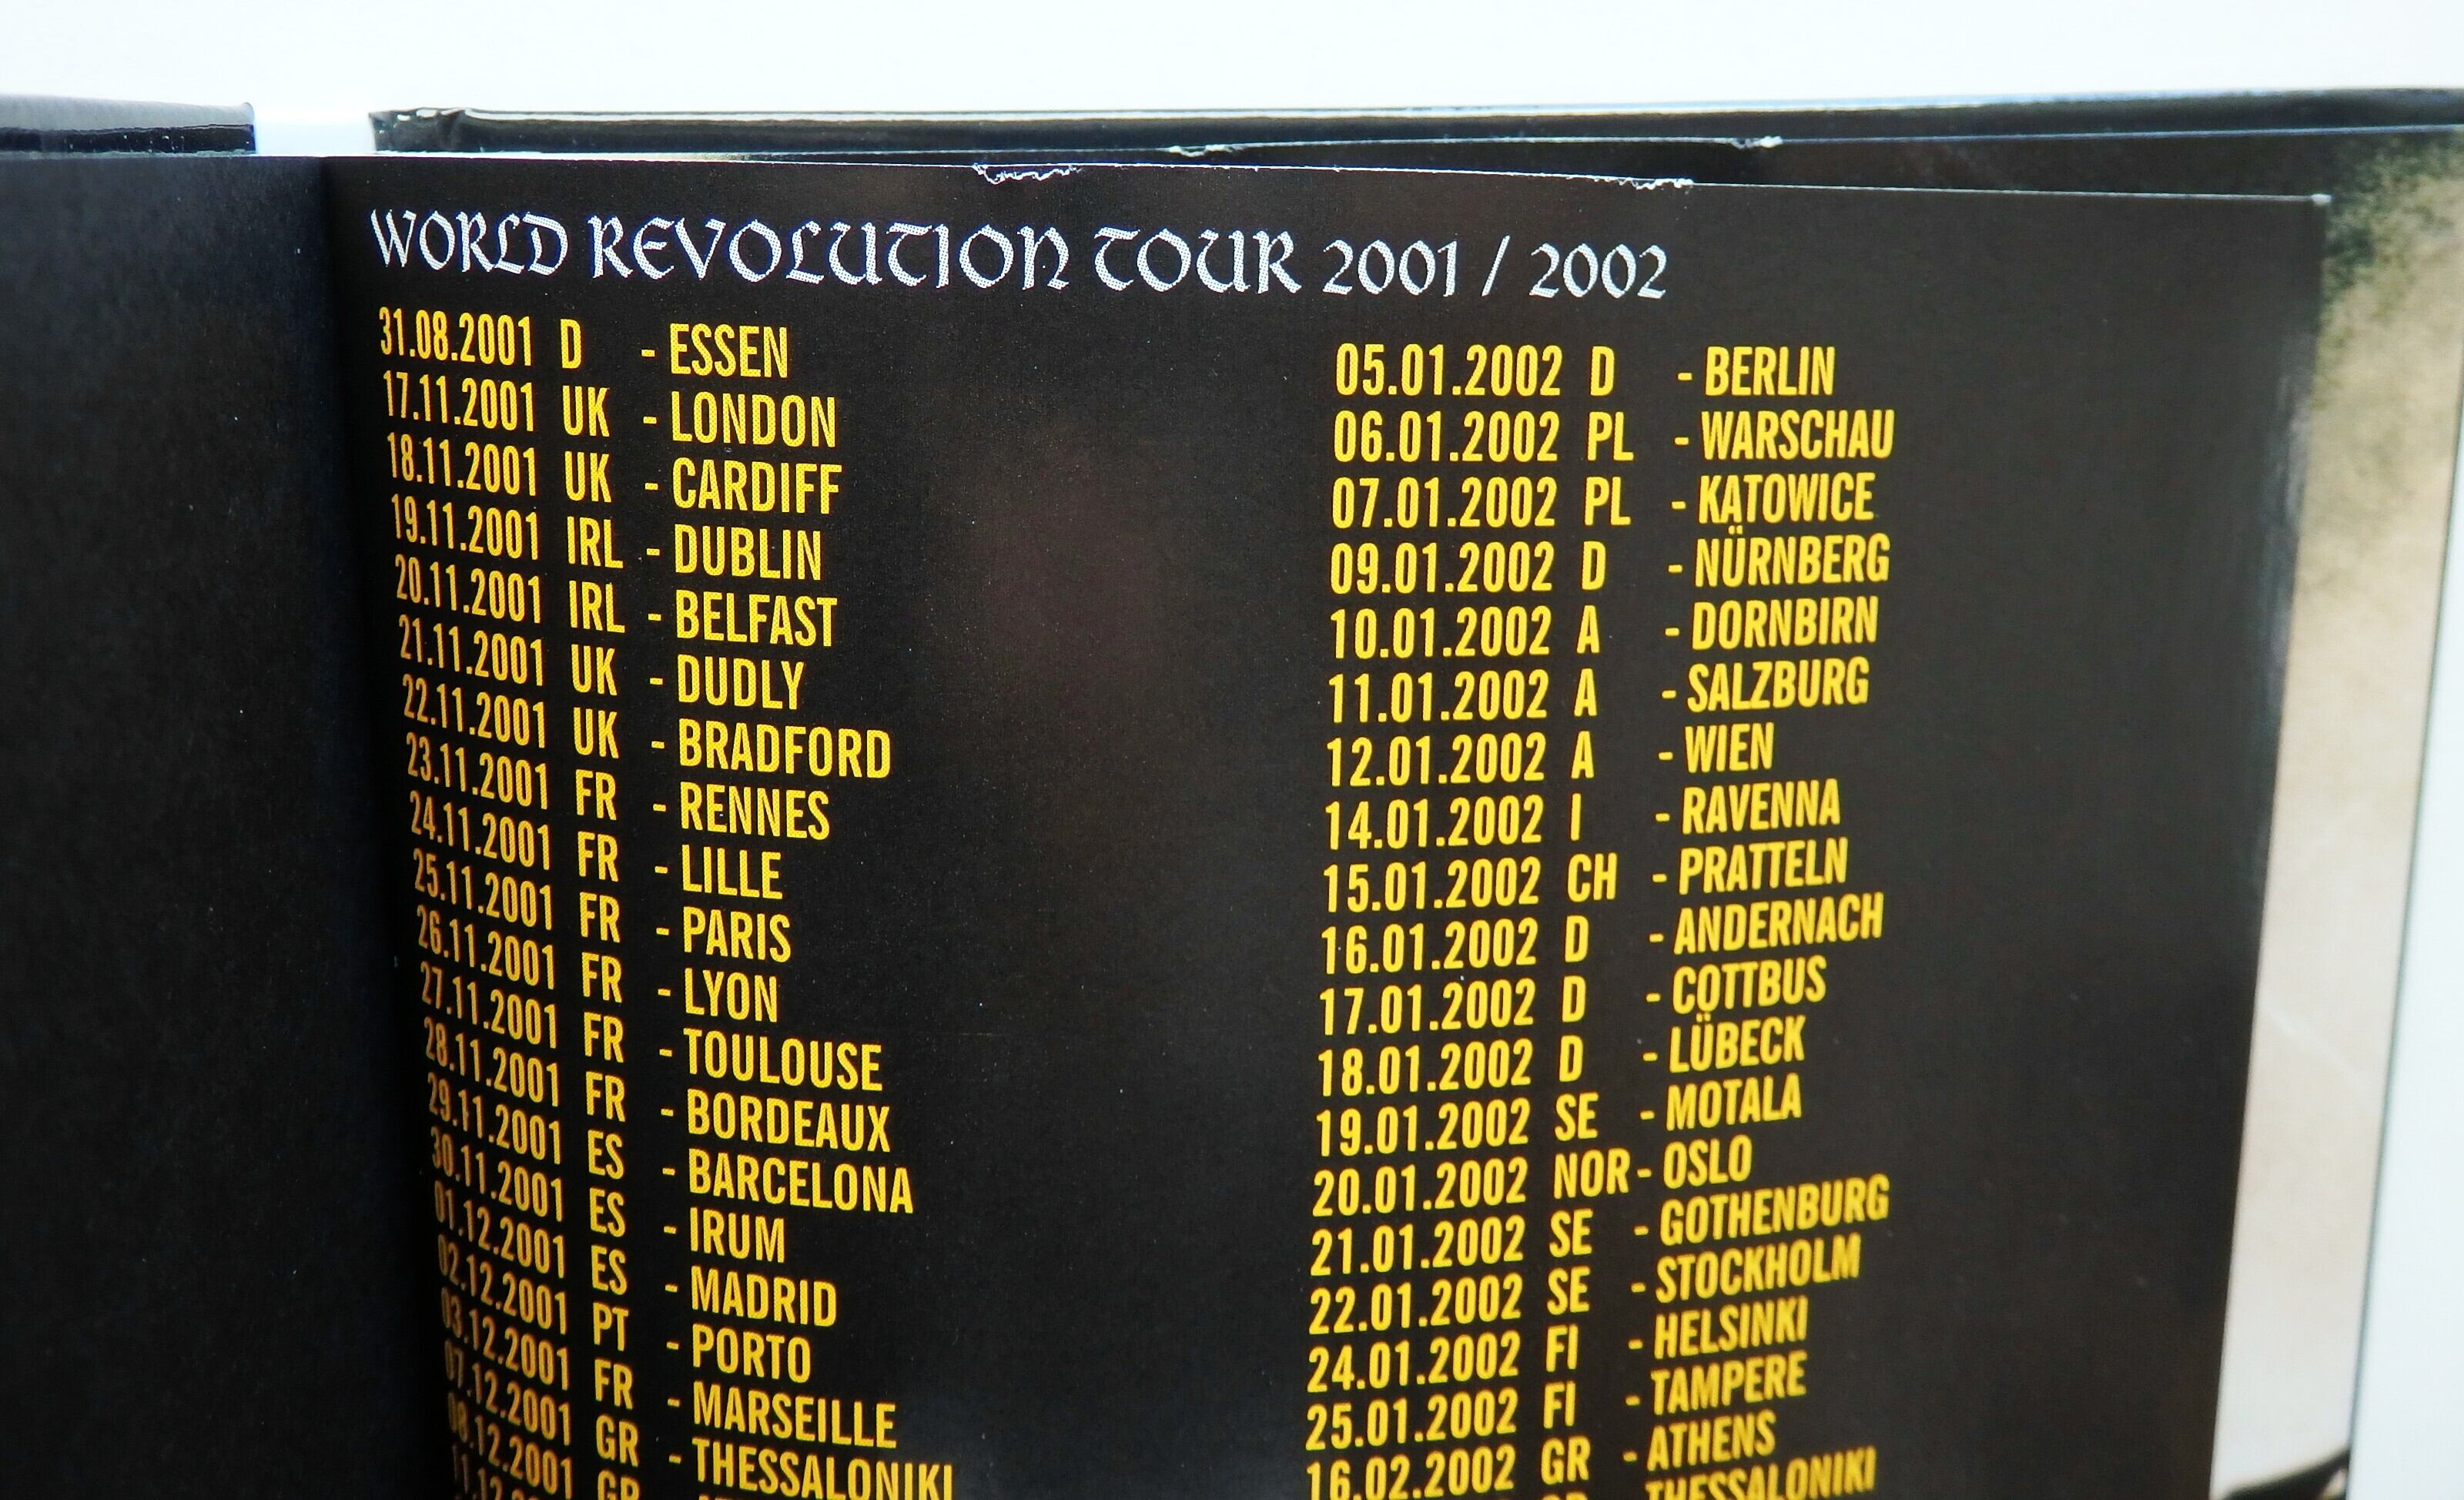 WORLD REVOLUTION TOUR 2001 / 2002
31.08.2001 D - ESSEN
17.11.2001 UK - LONDON
18.11.2001 UK - CARDIFF
19.11.2001 IRL - DUBLIN
20.11.2001 IRL - BELFAST
21.11.2001 UK - DUDLY
22.11.2001 UK - BRADFORD
23.11.2001 FR - RENNES
24.11.2001 FR - LILLE
25.11.2001 FR - PARIS
26.11.2001 FR - LYON
27.11.2001 FR - TOULOUSE
28.11.2001 FR - BORDEAUX
29.11.2001 ES - BARCELONA
30.11.2001 ES - IRUM
01.12.2001 ES - MADRID
02.12.2001 PT - PORTO
03.12.2001 FR - MARSEILLE
07.12.2001 GR - THESSALONIKI
08.12.2001 GR
05.01.2002 D - BERLIN
06.01.2002 PL - WARSCHAU
07.01.2002 PL - KATOWICE
09.01.2002 D - NÜRNBERG
10.01.2002 A - DORNBIRN
11.01.2002 A - SALZBURG
12.01.2002 A - WIEN
14.01.2002 I - RAVENNA
15.01.2002 CH - PRATTELN
16.01.2002 D - ANDERNACH
17.01.2002 D - COTTBUS
18.01.2002 D - LÜBECK
19.01.2002 SE - MOTALA
20.01.2002 NOR - OSLO
21.01.2002 SE - GOTHENBURG
22.01.2002 SE - STOCKHOLM
24.01.2002 FI - HELSINKI
25.01.2002 FI - TAMPERE
16.02.2002 GR - ATHENS
- THESSALONIKI